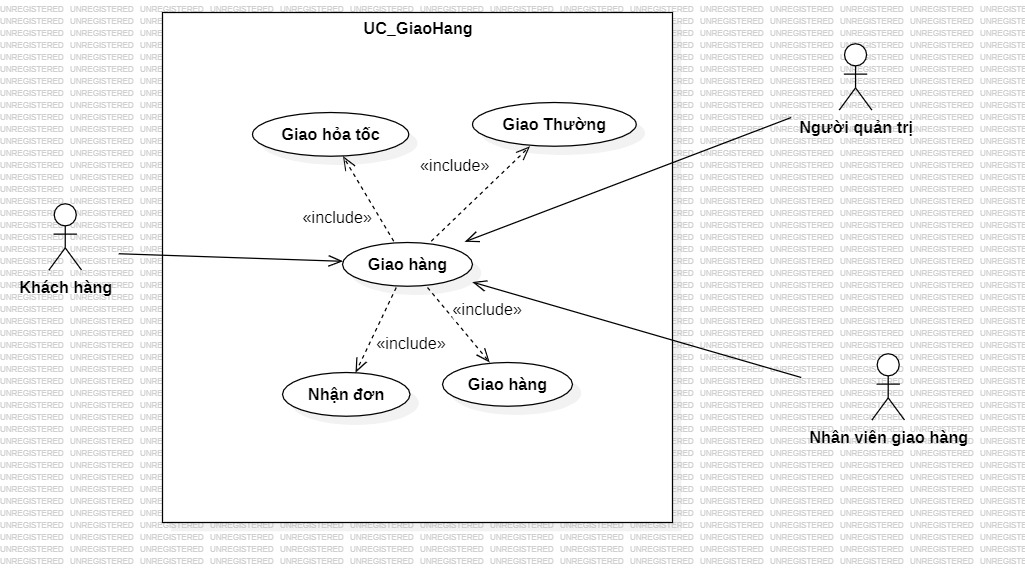 UC_GiaoHang
Giao hỏa tốc
Giao Thường
«include»
«include»
Giao hàng
«include»
«include»
Nhận đơn
Giao hàng
Khách hàng
Người quản trị
Nhân viên giao hàng
UNREGISTERED